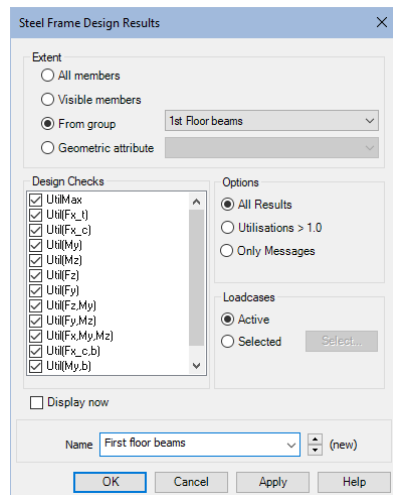 Steel Frame Design Results
Extent
All members
Visible members
From group 1st Floor beams
Geometric attribute
Design Checks
UtilMax
Util(Fx_t)
Util(Fx_c)
Util(My)
Util(Mz)
Util(Fz)
Util(Fy)
Util(Fz,My)
Util(Fy,Mz)
Util(Fx,My,Mz)
Util(Fx_c,b)
Util(My,b)
Options
All Results
Utilisations > 1.0
Only Messages
Loadcases
Active
Selected Select...
Display now
Name First floor beams (new)
OK Cancel Apply Help